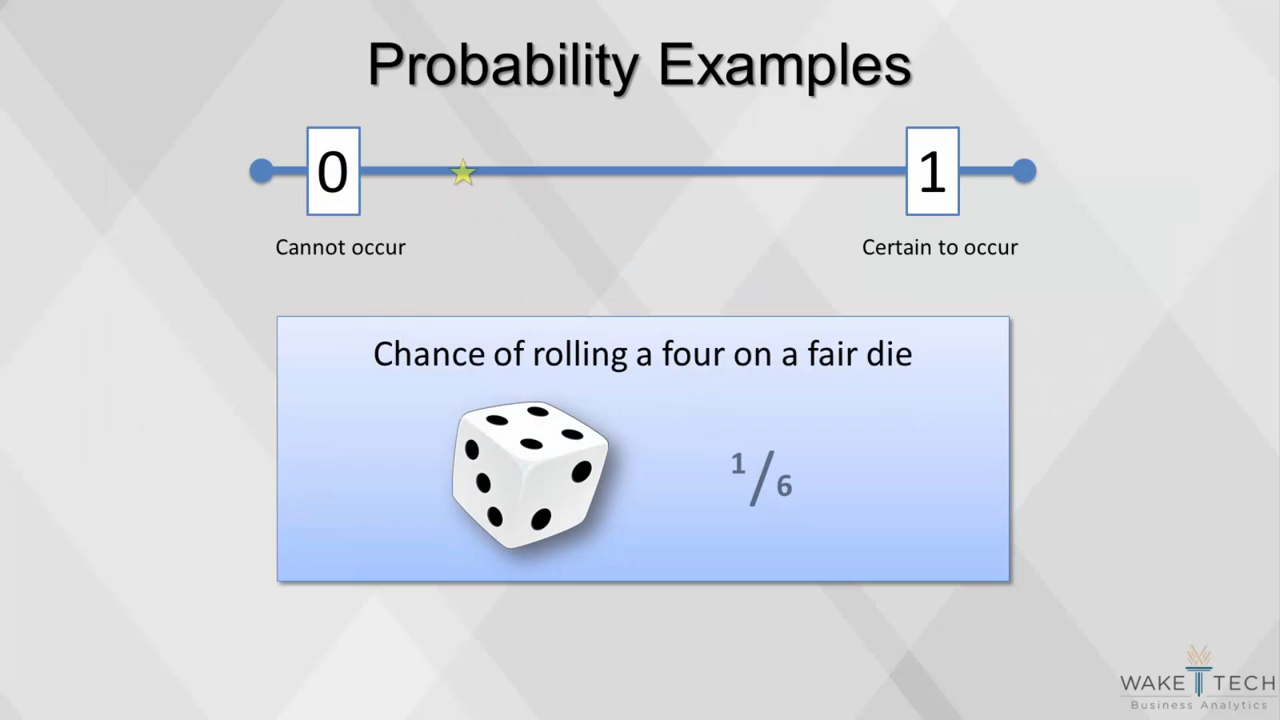 Probability Examples
0
1
Cannot occur
Certain to occur
Chance of rolling a four on a fair die
1/6
WAKE TECH
Business Analytics